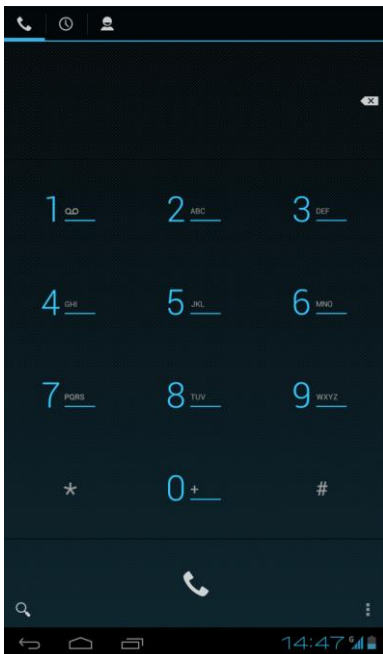 1
2 ABC
3 DEF
4 GHI
5 JKL
6 MNO
7 PQRS
8 TUV
9 WXYZ
*
0 +
#
14:47 G